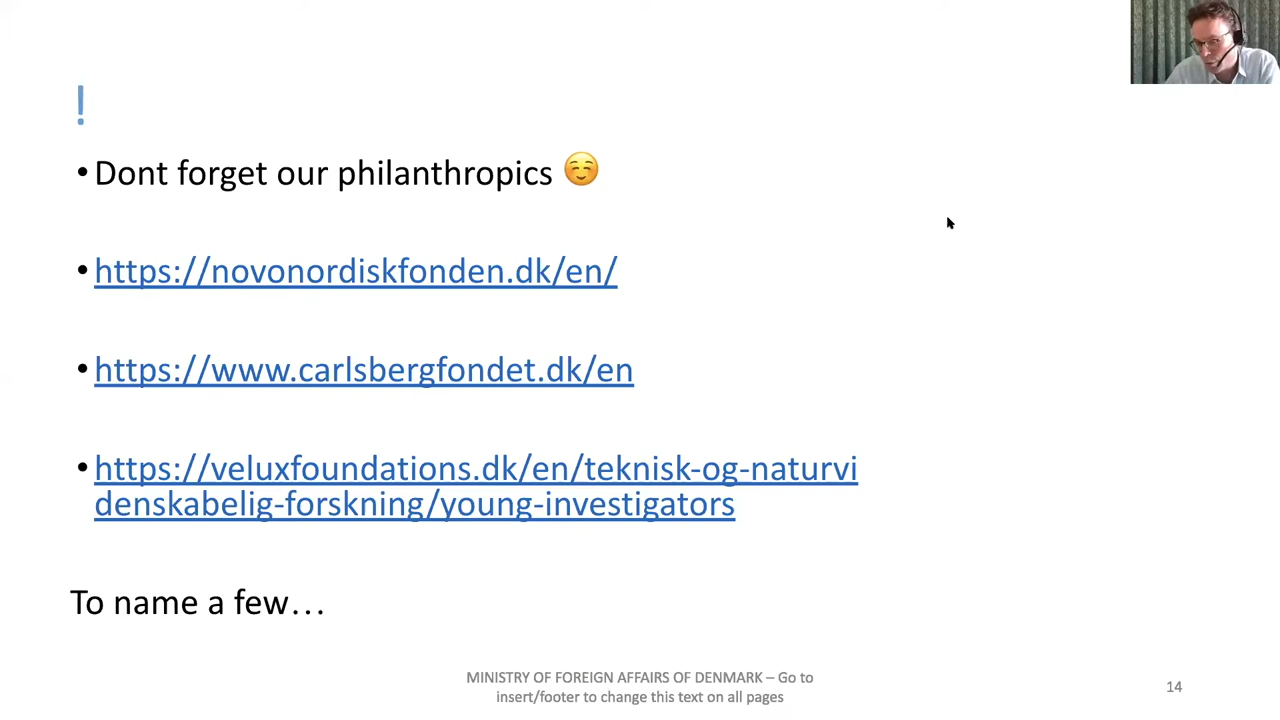 !
• Dont forget our philanthropics ☺️
• https://novonordiskfonden.dk/en/
• https://www.carlsbergfondet.dk/en
• https://veluxfoundations.dk/en/teknisk-og-naturvi
denskabelig-forskning/young-investigators
To name a few…
MINISTRY OF FOREIGN AFFAIRS OF DENMARK – Go to
insert/footer to change this text on all pages
14